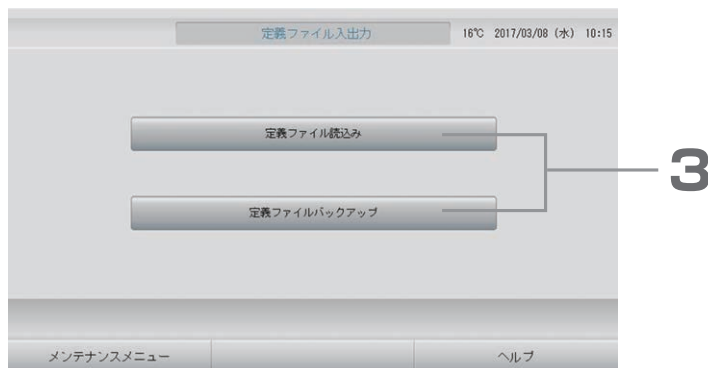 定義ファイル入出力 16℃ 2017/03/08 (水) 10:15
定義ファイル読込み
3
定義ファイルバックアップ
メンテナンスメニュー ヘルプ